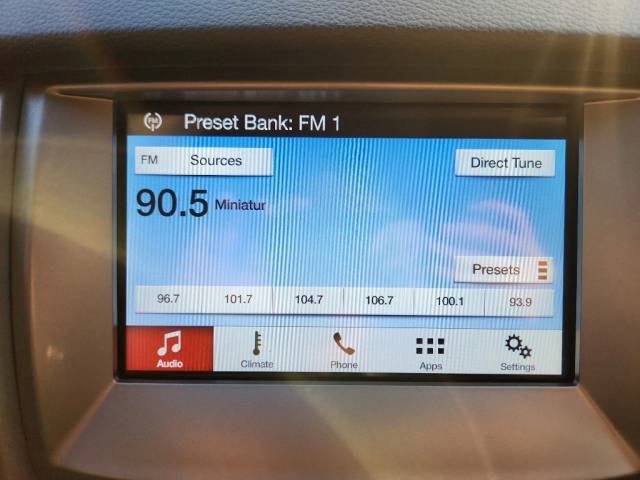 FM Preset Bank: FM 1
FM Sources Direct Tune
90.5 Miniatur
Presets
96.7 101.7 104.7 106.7 100.1 93.9
Audio Climate Phone Apps Settings